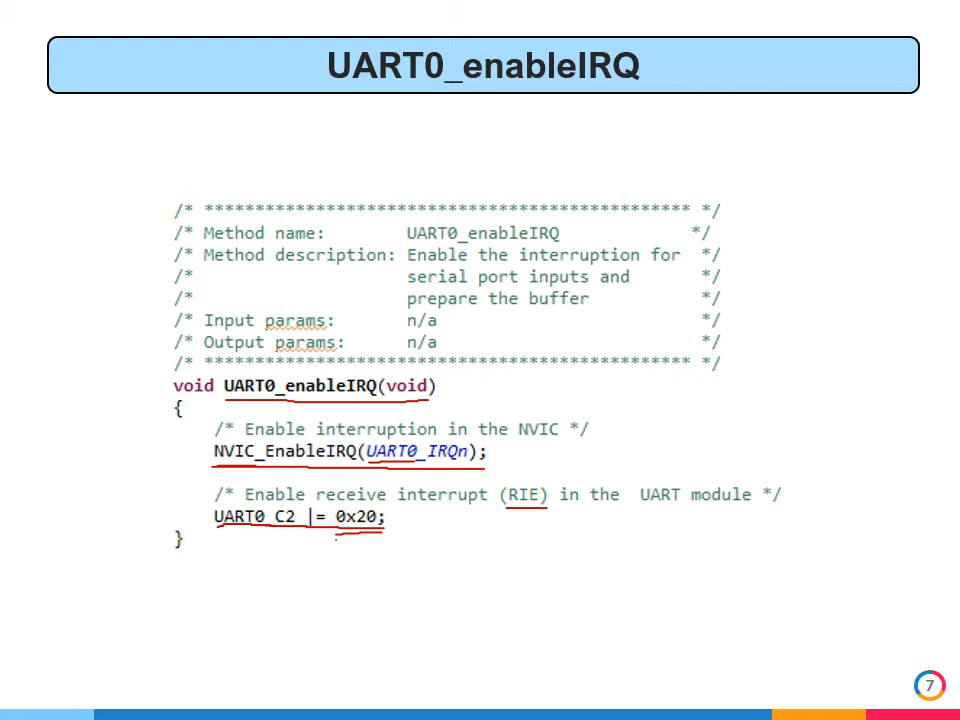 UART0_enableIRQ
/* ************************************************ */
/* Method name: UART0_enableIRQ */
/* Method description: Enable the interruption for */
/* serial port inputs and */
/* prepare the buffer */
/* Input params: n/a */
/* Output params: n/a */
/* ************************************************ */
void UART0_enableIRQ(void)
{
/* Enable interruption in the NVIC */
NVIC_EnableIRQ(UART0_IRQn);
/* Enable receive interrupt (RIE) in the UART module */
UART0_C2 |= 0x20;
}
7